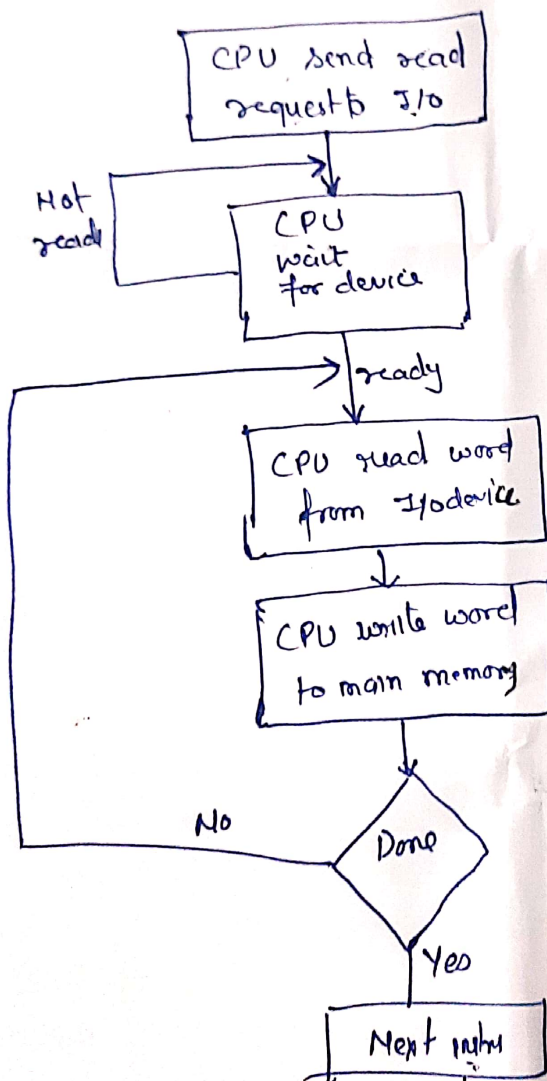 CPU send read
request to I/O
Not
ready
CPU
wait
for device
ready
CPU read word
from I/O device
CPU write word
to main memory
No
Done
Yes
Next